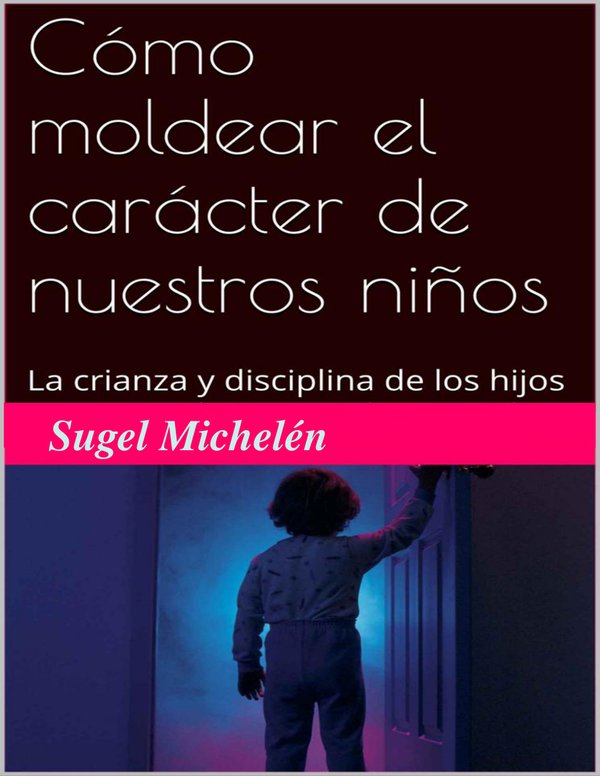 Cómo
moldear el
carácter de
nuestros niños
La crianza y disciplina de los hijos
Sugel Michelén